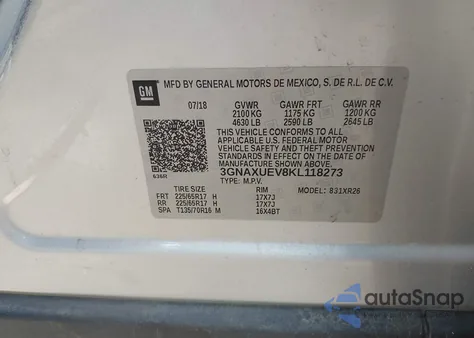 GM
MFD BY GENERAL MOTORS DE MEXICO, S. DE R.L. DE C.V.
07/18 GVWR GAWR FRT GAWR RR
2100 KG 1175 KG 1200 KG
4630 LB 2590 LB 2645 LB
THIS VEHICLE CONFORMS TO ALL
APPLICABLE U.S. FEDERAL MOTOR
VEHICLE SAFETY AND THEFT PREVENTION
STANDARDS IN EFFECT ON THE DATE OF
MANUFACTURE SHOWN ABOVE.
3GNAXUEV8KL118273
TYPE: M.P.V.
TIRE SIZE RIM MODEL: 831XR26
FRT 225/65R17 H 17X7J
RR 225/65R17 H 17X7J
SPA T135/70R16 M 16X4BT
autoSnap